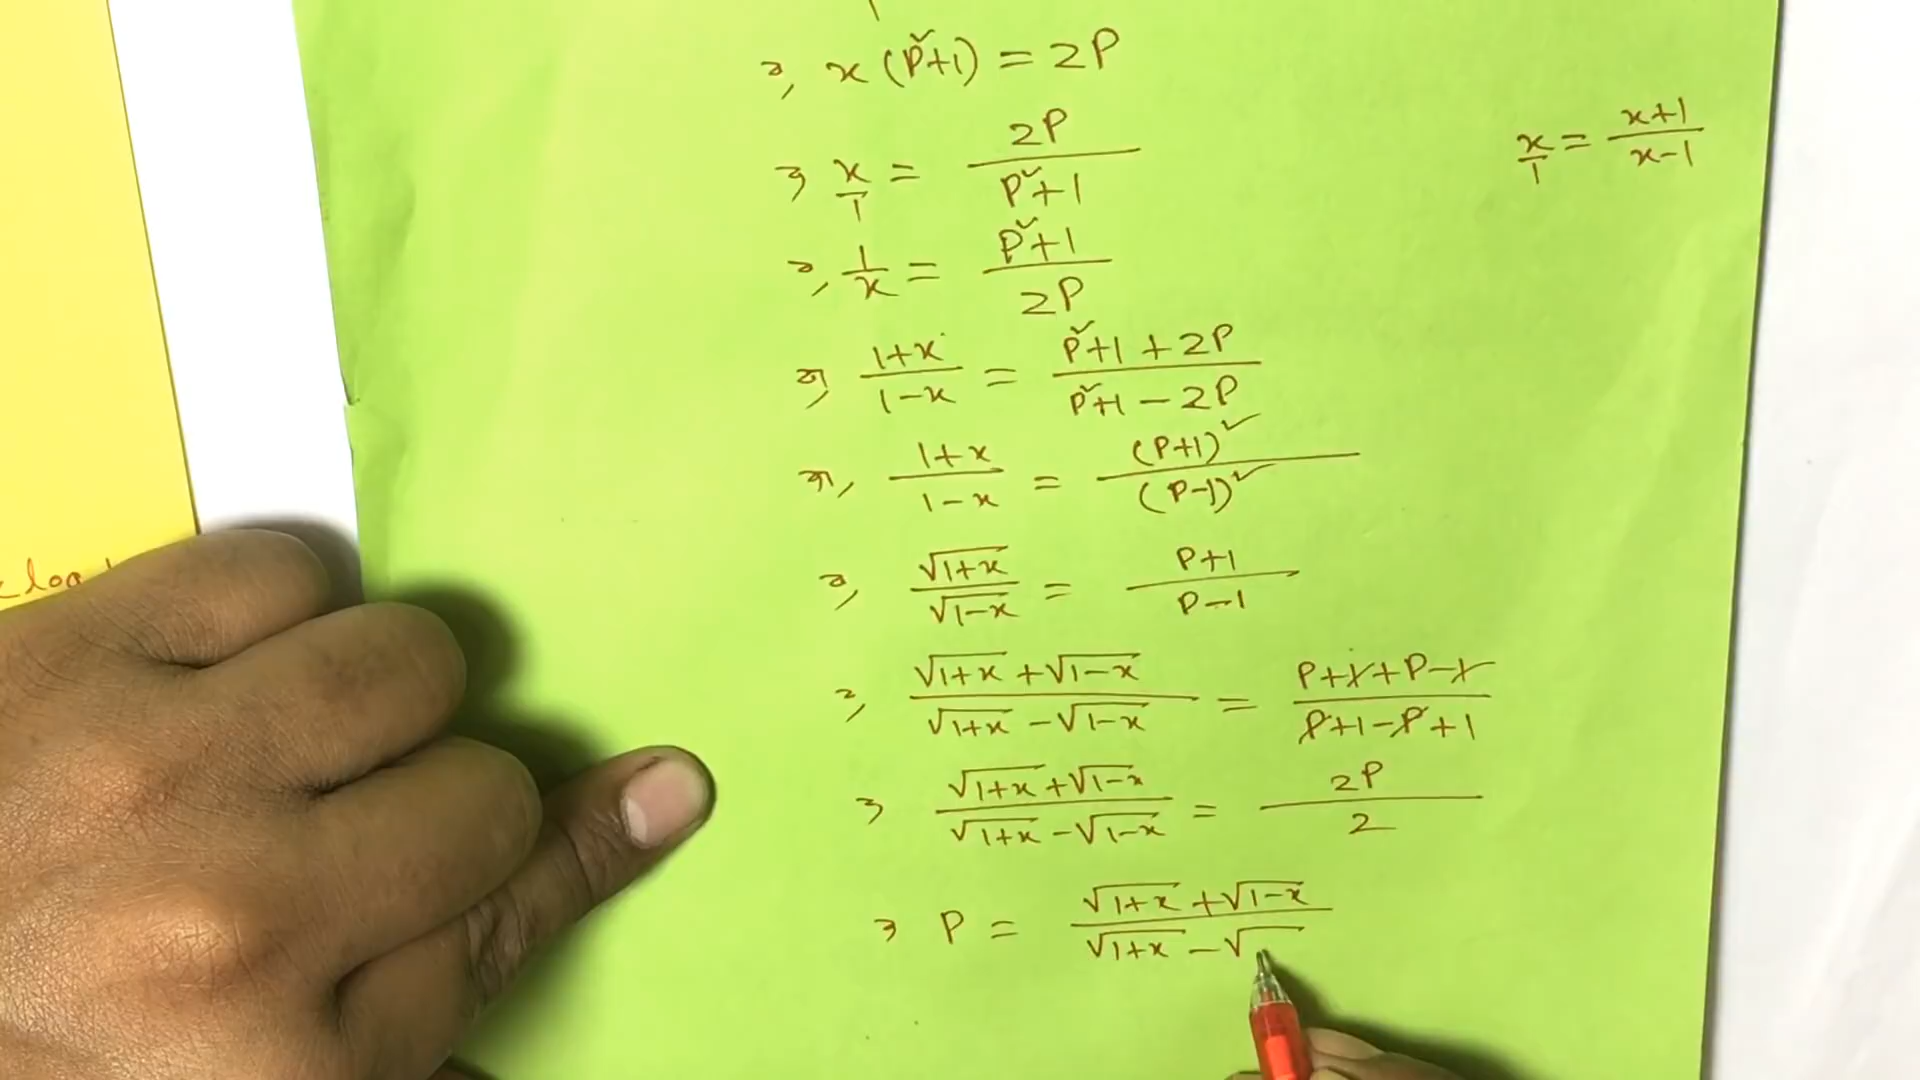 বা, x (P²+1) = 2P
বা x/1 = 2P / P²+1
x/1 = x+1 / x-1
বা, 1/x = P²+1 / 2P
বা, 1+x / 1-x = P²+1+2P / P²+1-2P
বা, 1+x / 1-x = (P+1)² / (P-1)²
বা, √1+x / √1-x = P+1 / P-1
বা, √1+x + √1-x / √1+x - √1-x = P+1+P-1 / P+1-P+1
বা √1+x + √1-x / √1+x - √1-x = 2P / 2
বা P = √1+x + √1-x / √1+x - √